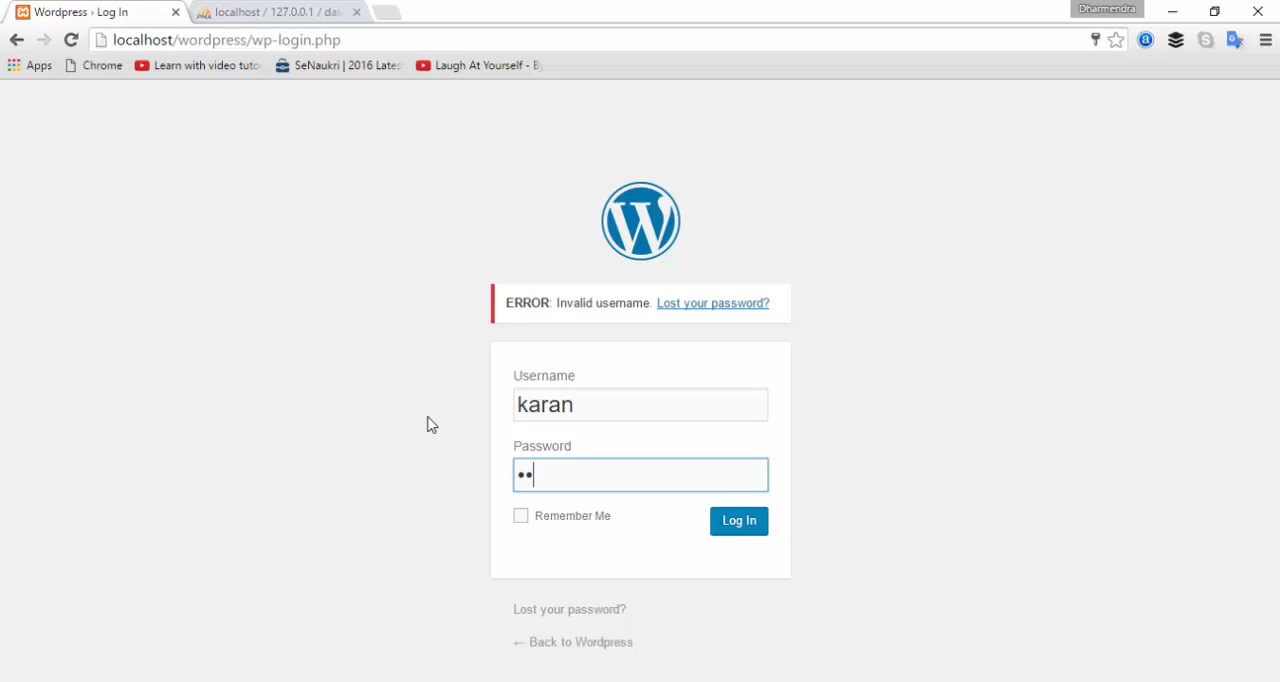 Wordpress › Log In
localhost / 127.0.0.1 / dat
Dharmendra
localhost/wordpress/wp-login.php
Apps
Chrome
Learn with video tuto
SeNaukri | 2016 Lates
Laugh At Yourself - By
ERROR: Invalid username. Lost your password?
Username
karan
Password
Remember Me
Log In
Lost your password?
← Back to Wordpress